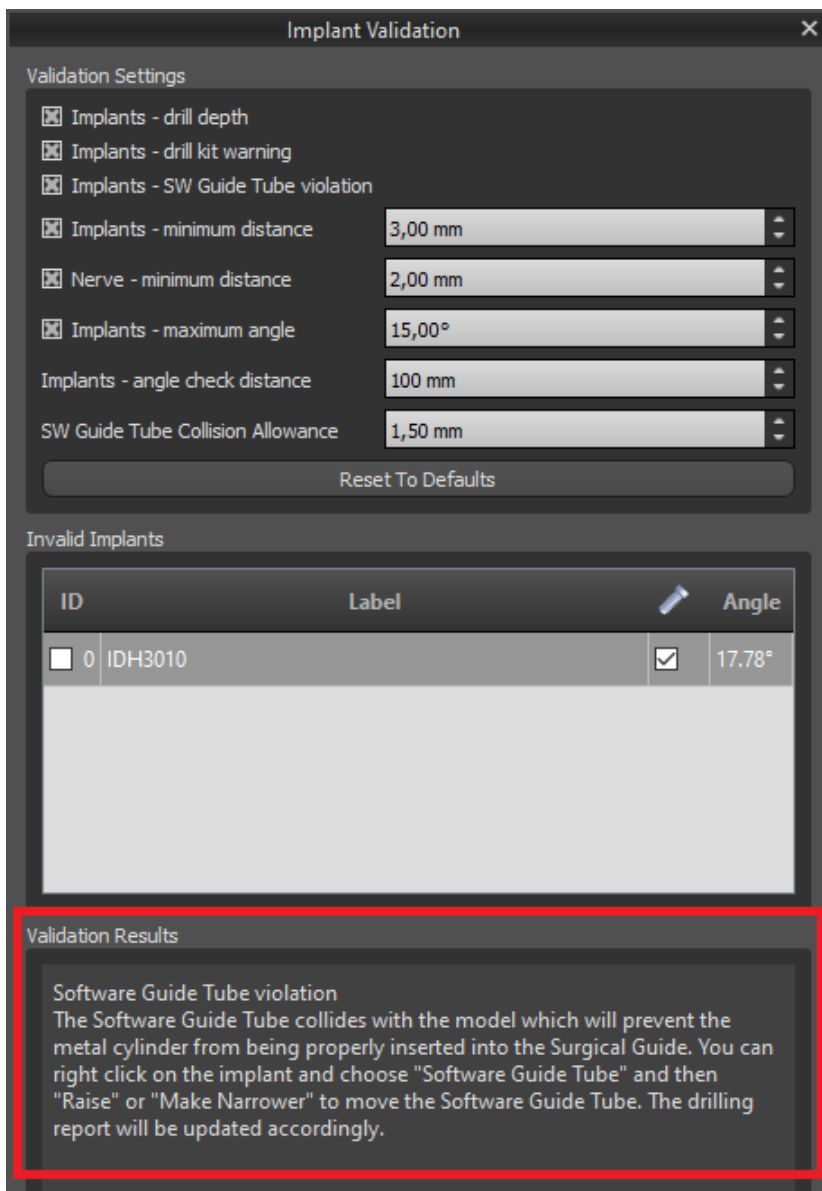 Implant Validation
Validation Settings
Implants - drill depth
Implants - drill kit warning
Implants - SW Guide Tube violation
Implants - minimum distance 3,00 mm
Nerve - minimum distance 2,00 mm
Implants - maximum angle 15,00°
Implants - angle check distance 100 mm
SW Guide Tube Collision Allowance 1,50 mm
Reset To Defaults
Invalid Implants
ID Label Angle
0 IDH3010 17.78°
Validation Results
Software Guide Tube violation
The Software Guide Tube collides with the model which will prevent the
metal cylinder from being properly inserted into the Surgical Guide. You can
right click on the implant and choose "Software Guide Tube" and then
"Raise" or "Make Narrower" to move the Software Guide Tube. The drilling
report will be updated accordingly.